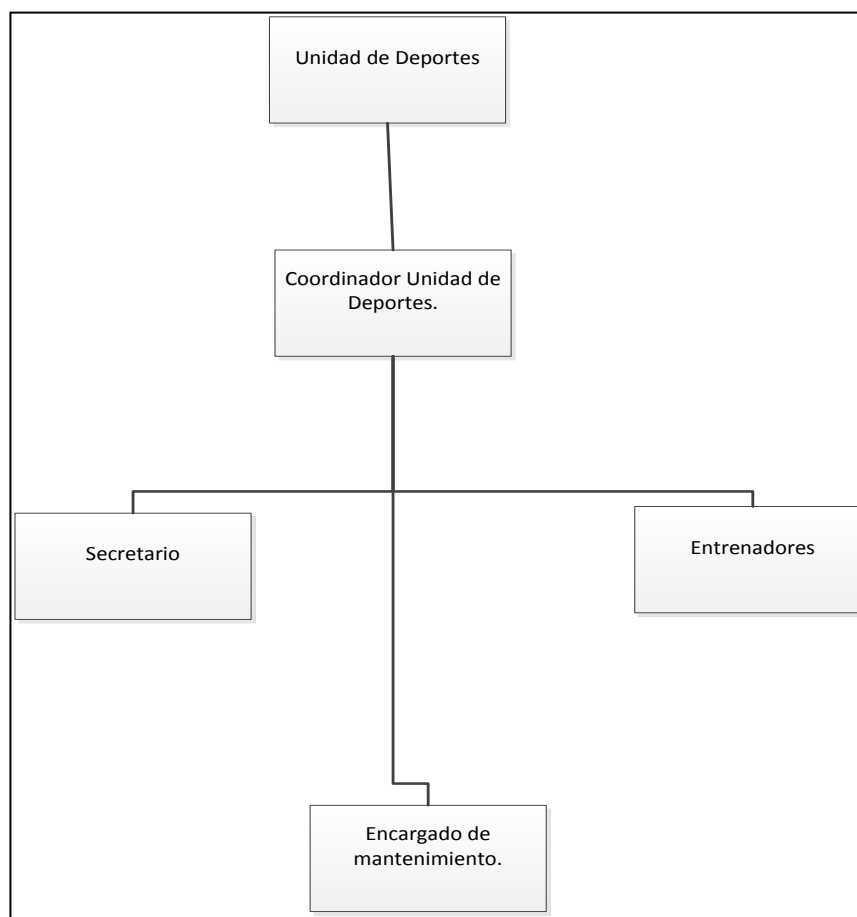 Unidad de Deportes
Coordinador Unidad de
Deportes.
Secretario
Entrenadores
Encargado de
mantenimiento.